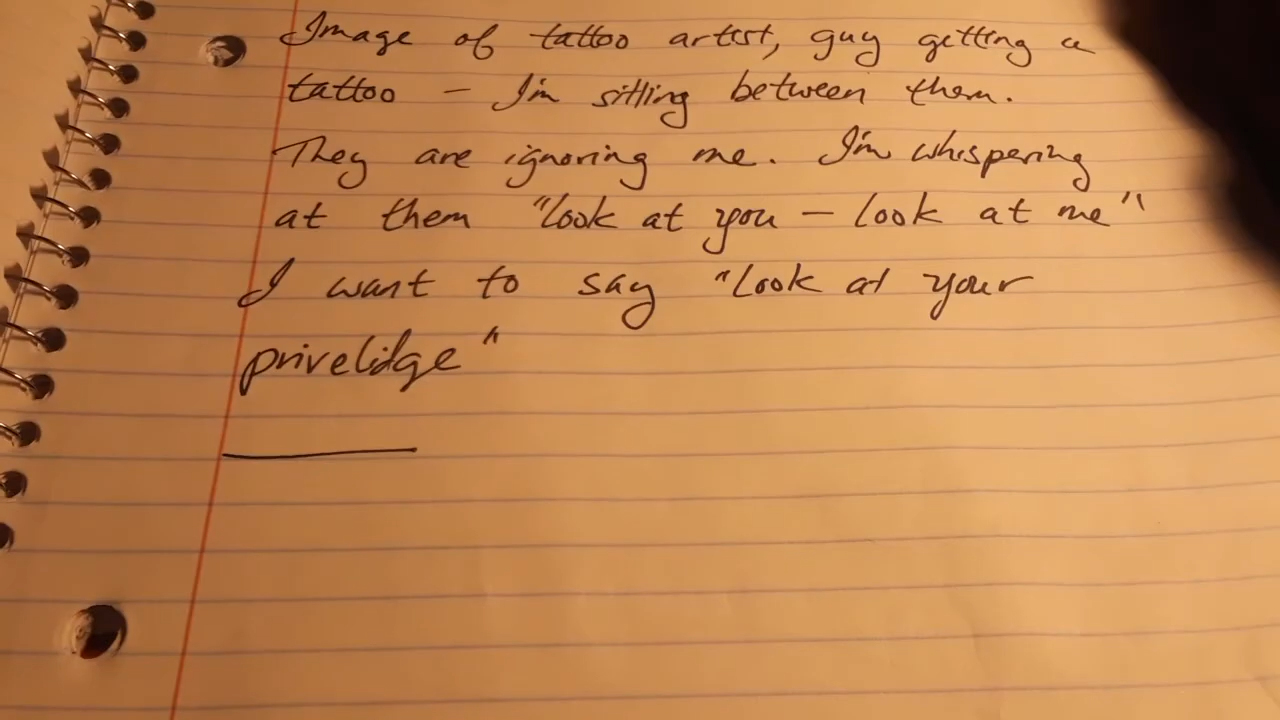 Image of tattoo artist, guy getting a
tattoo – I'm sitting between them.
They are ignoring me. I'm whispering
at them "look at you – look at me"
I want to say "look at your
privelidge"